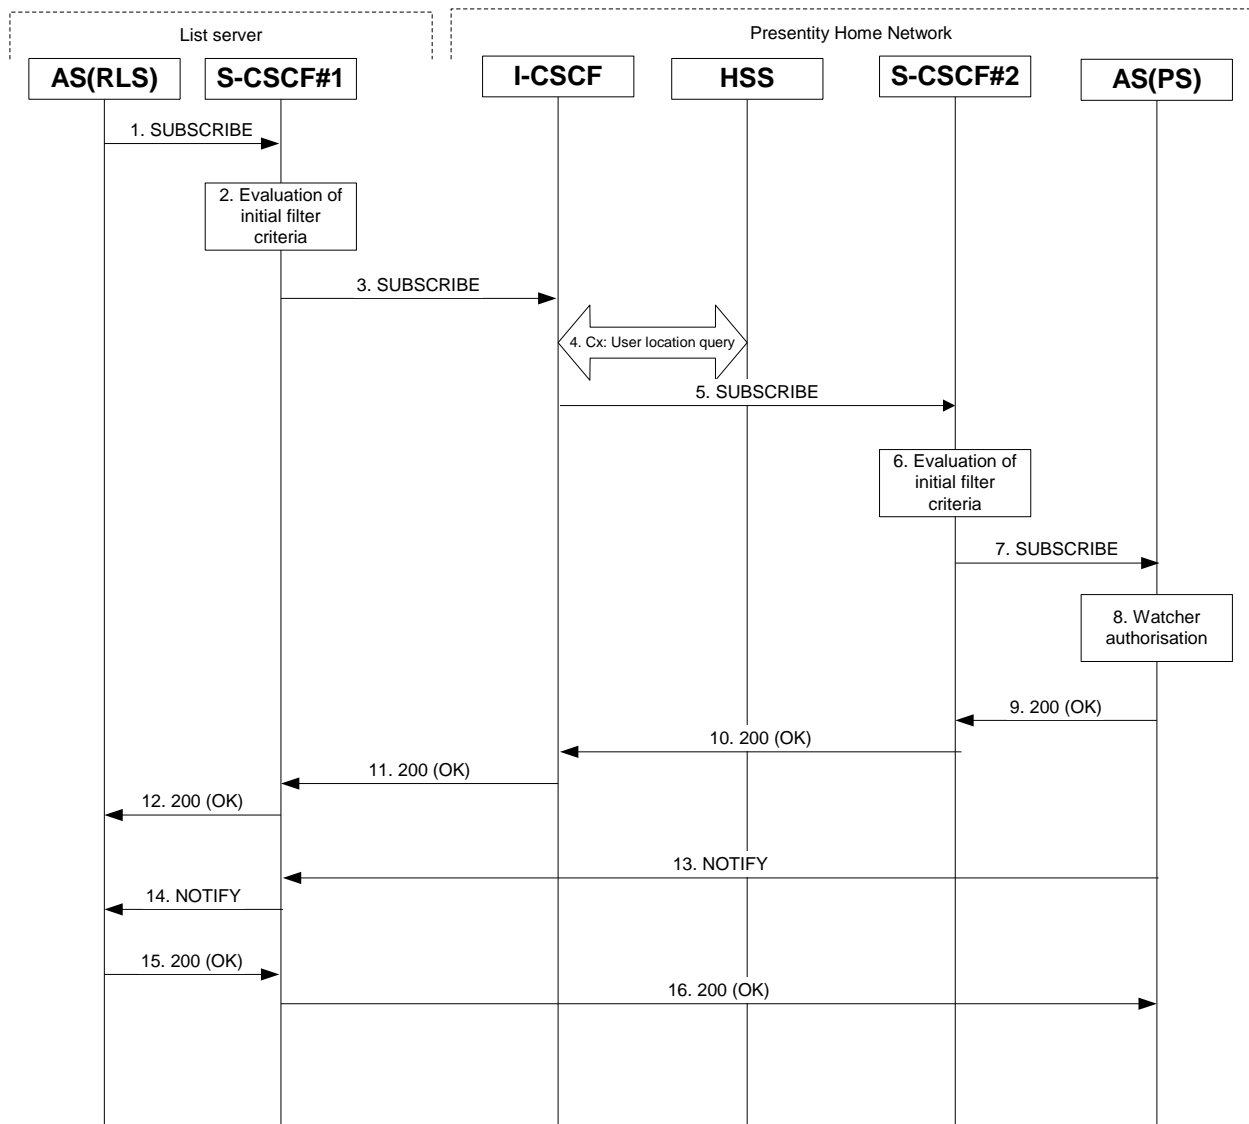 List server
Presentity Home Network
AS(RLS)
S-CSCF#1
I-CSCF
HSS
S-CSCF#2
AS(PS)
1. SUBSCRIBE
2. Evaluation of
initial filter
criteria
3. SUBSCRIBE
4. Cx: User location query
5. SUBSCRIBE
6. Evaluation of
initial filter
criteria
7. SUBSCRIBE
8. Watcher
authorisation
9. 200 (OK)
10. 200 (OK)
11. 200 (OK)
12. 200 (OK)
13. NOTIFY
14. NOTIFY
15. 200 (OK)
16. 200 (OK)